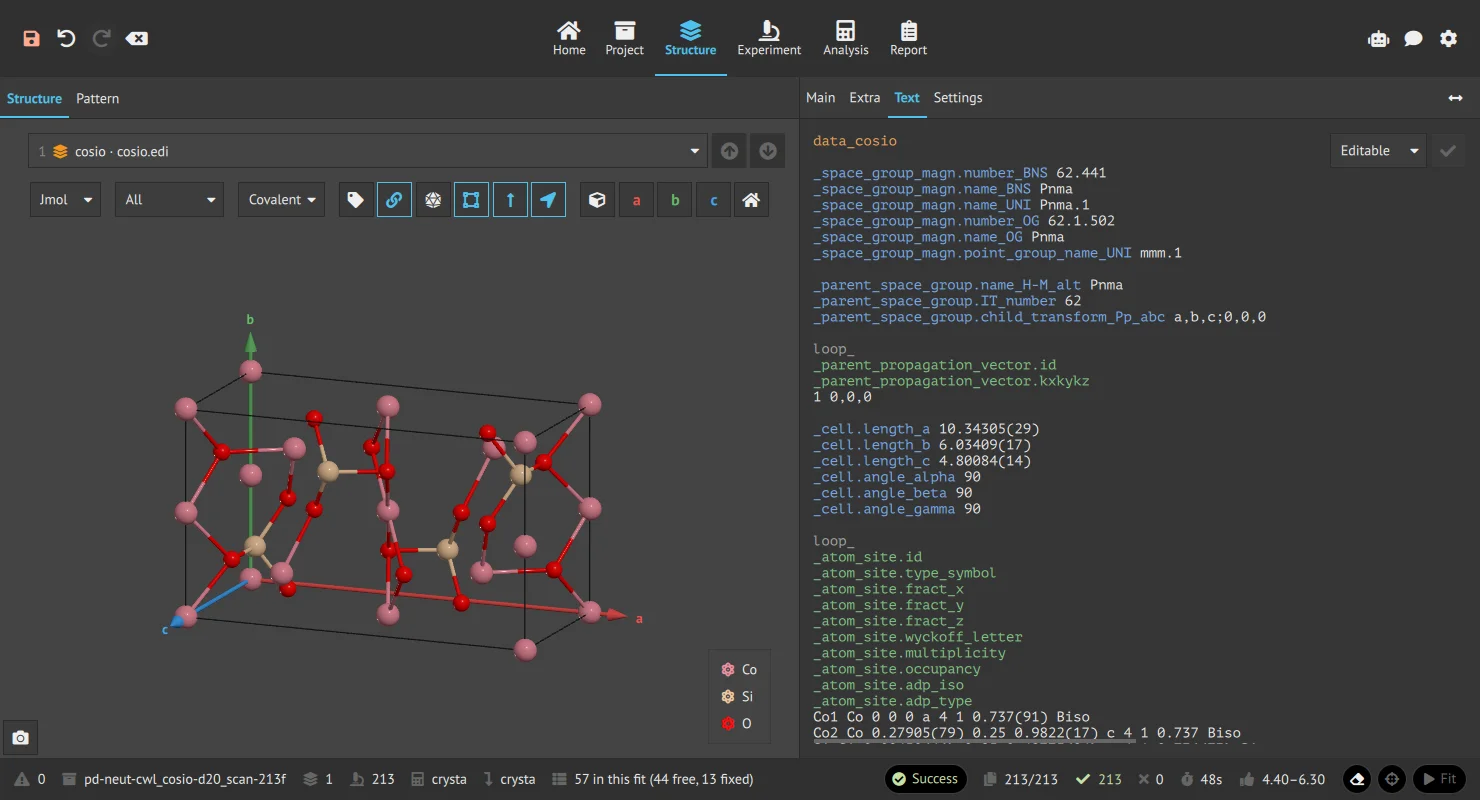 Home Project Structure Experiment Analysis Report
Structure Pattern
Main Extra Text Settings
1 cosio · cosio.edi
Jmol All Covalent a b c
b
a
c
Co
Si
O
data_cosio
Editable
_space_group_magn.number_BNS 62.441
_space_group_magn.name_BNS Pnma
_space_group_magn.name_UNI Pnma.1
_space_group_magn.number_OG 62.1.502
_space_group_magn.name_OG Pnma
_space_group_magn.point_group_name_UNI mmm.1
_parent_space_group.name_H-M_alt Pnma
_parent_space_group.IT_number 62
_parent_space_group.child_transform_Pp_abc a,b,c;0,0,0
loop_
_parent_propagation_vector.id
_parent_propagation_vector.kxkykz
1 0,0,0
_cell.length_a 10.34305(29)
_cell.length_b 6.03409(17)
_cell.length_c 4.80084(14)
_cell.angle_alpha 90
_cell.angle_beta 90
_cell.angle_gamma 90
loop_
_atom_site.id
_atom_site.type_symbol
_atom_site.fract_x
_atom_site.fract_y
_atom_site.fract_z
_atom_site.wyckoff_letter
_atom_site.multiplicity
_atom_site.occupancy
_atom_site.adp_iso
_atom_site.adp_type
Co1 Co 0 0 0 a 4 1 0.737(91) Biso
Co2 Co 0.27905(79) 0.25 0.9822(17) c 4 1 0.737 Biso
0 pd-neut-cwl_cosio-d20_scan-213f 1 213 crysta crysta 57 in this fit (44 free, 13 fixed) Success 213/213 213 0 48s 4.40–6.30 Fit